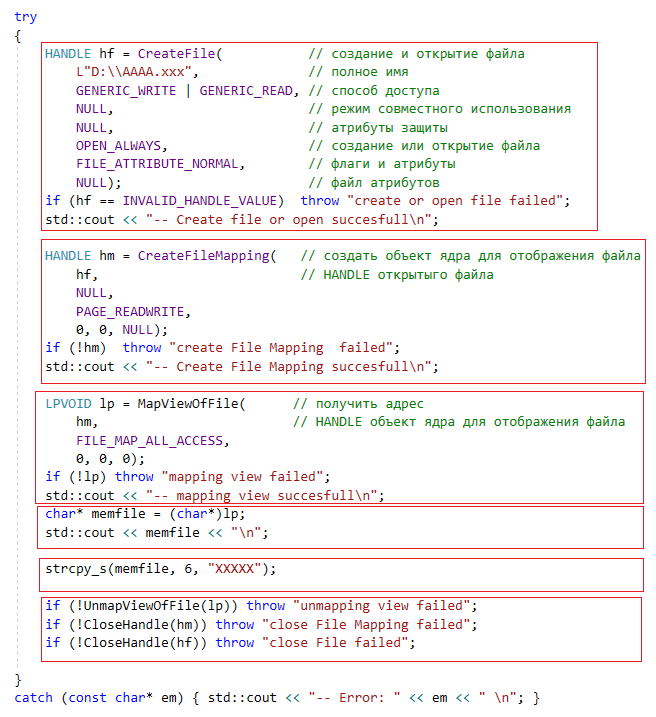 try
{
HANDLE hf = CreateFile( // создание и открытие файла
L"D:\\AAAA.xxx", // полное имя
GENERIC_WRITE | GENERIC_READ, // способ доступа
NULL, // режим совместного использования
NULL, // атрибуты защиты
OPEN_ALWAYS, // создание или открытие файла
FILE_ATTRIBUTE_NORMAL, // флаги и атрибуты
NULL); // файл атрибутов
if (hf == INVALID_HANDLE_VALUE) throw "create or open file failed";
std::cout << "-- Create file or open succesfull\n";
HANDLE hm = CreateFileMapping( // создать объект ядра для отображения файла
hf, // HANDLE открытыго файла
NULL,
PAGE_READWRITE,
0, 0, NULL);
if (!hm) throw "create File Mapping failed";
std::cout << "-- Create File Mapping succesfull\n";
LPVOID lp = MapViewOfFile( // получить адрес
hm, // HANDLE объект ядра для отображения файла
FILE_MAP_ALL_ACCESS,
0, 0, 0);
if (!lp) throw "mapping view failed";
std::cout << "-- mapping view succesfull\n";
char* memfile = (char*)lp;
std::cout << memfile << "\n";
strcpy_s(memfile, 6, "XXXXX");
if (!UnmapViewOfFile(lp)) throw "unmapping view failed";
if (!CloseHandle(hm)) throw "close File Mapping failed";
if (!CloseHandle(hf)) throw "close File failed";
}
catch (const char* em) { std::cout << "-- Error: " << em << " \n"; }